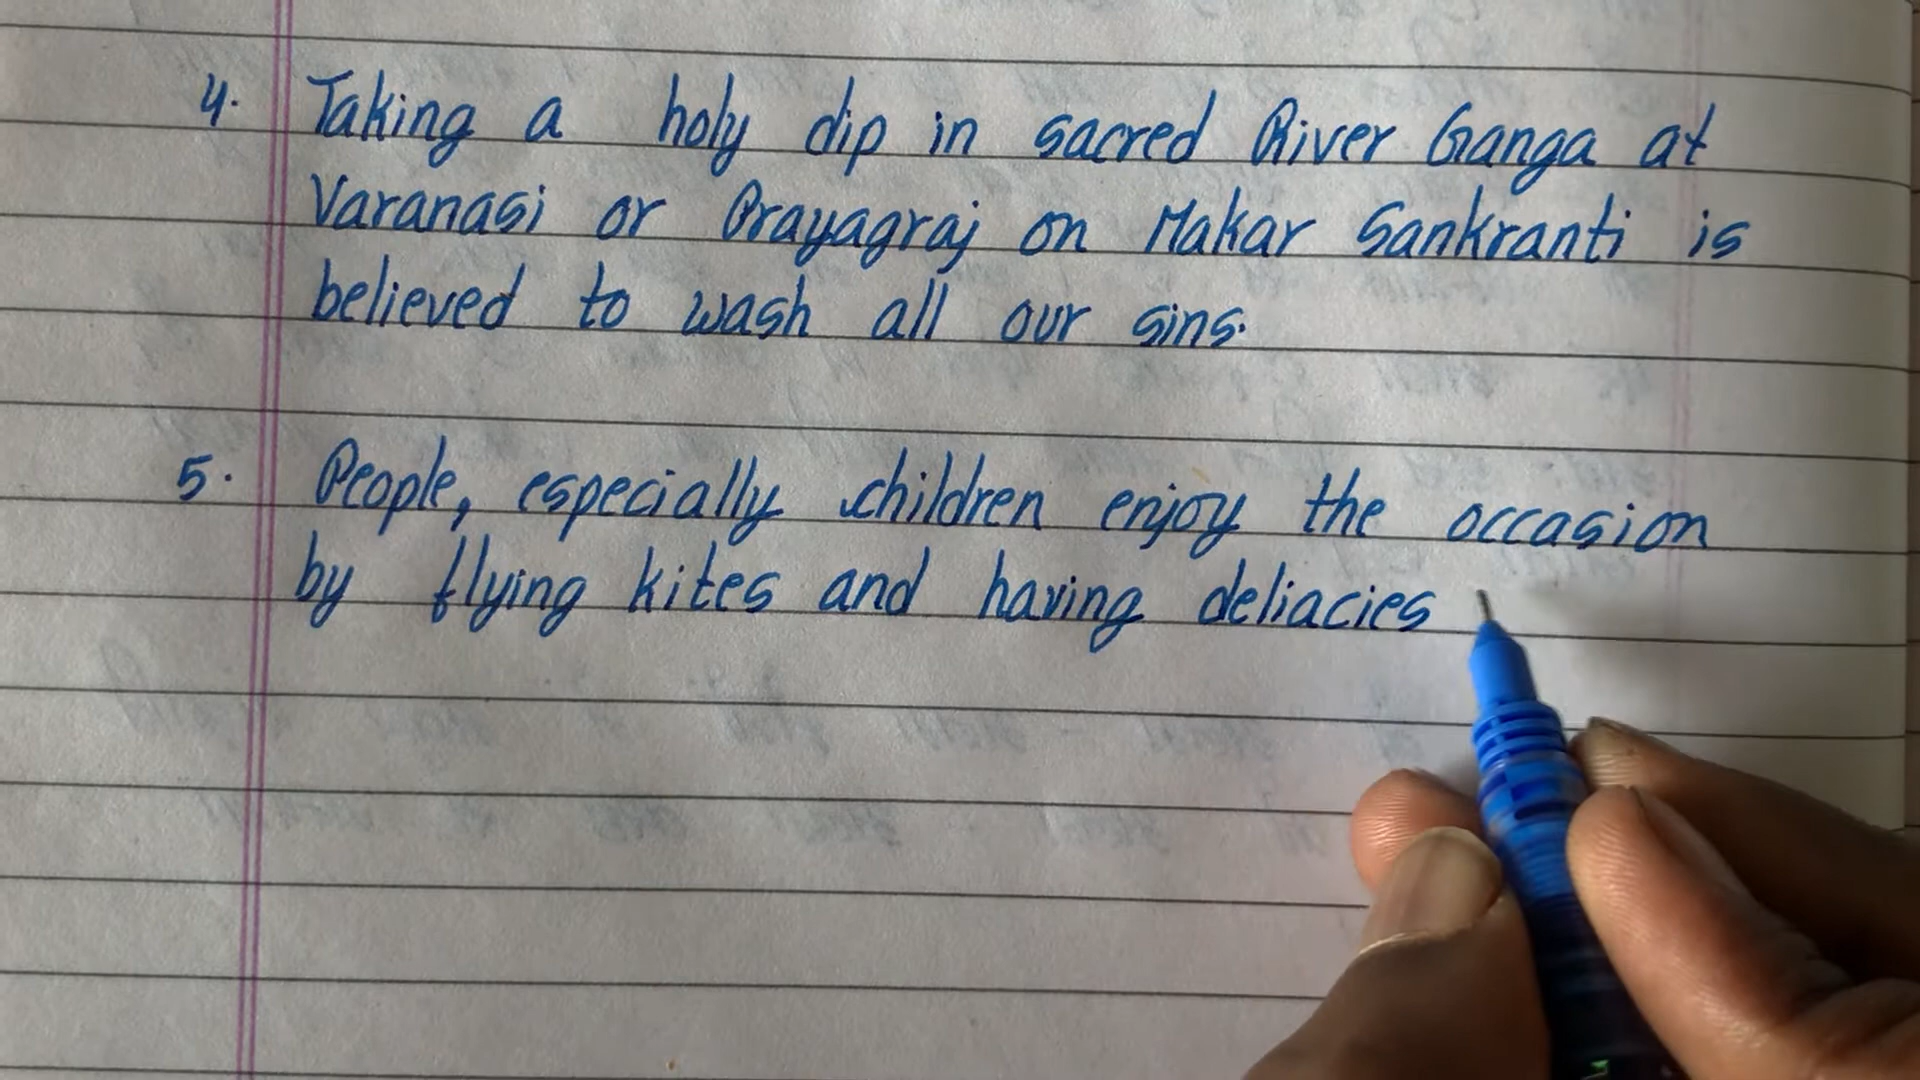 4. Taking a holy dip in sacred River Ganga at
Varanasi or Prayagraj on Makar Sankranti is
believed to wash all our sins.
5. People, especially children enjoy the occasion
by flying kites and having deliacies